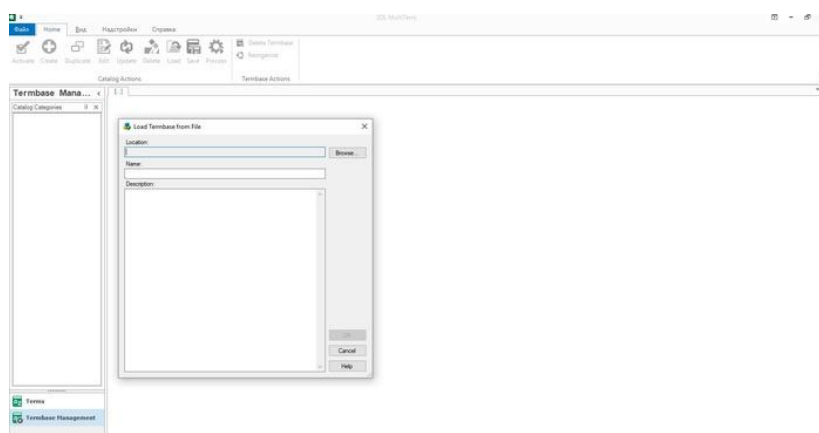 SDL MultiTerm
Файл Home Вид Надстройки Справка
Activate Create Duplicate Edit Update Delete Load Save Process
Delete Termbase
Reorganize
Catalog Actions
Termbase Actions
Termbase Mana...
Catalog Categories
Load Termbase from File
Location:
Browse...
Name:
Description:
OK
Cancel
Help
Terms
Termbase Management